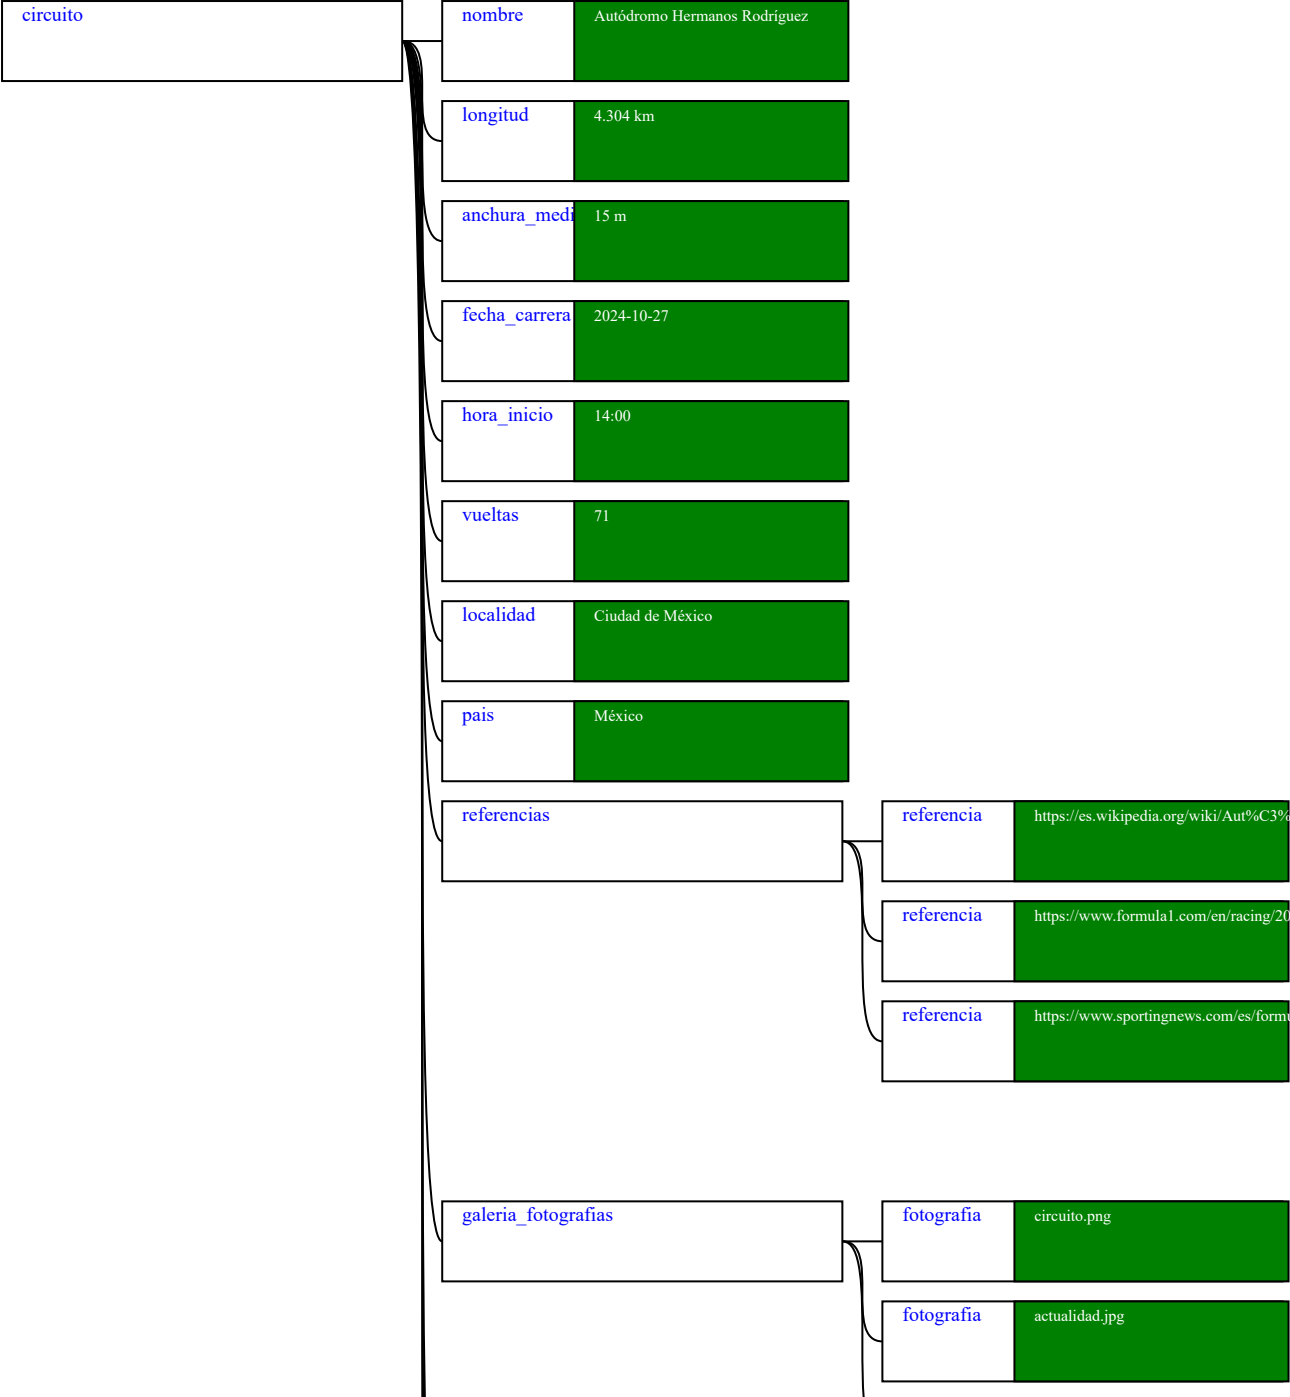 circuito
nombre Autódromo Hermanos Rodríguez
longitud 4.304 km
anchura_medi 15 m
fecha_carrera 2024-10-27
hora_inicio 14:00
vueltas 71
localidad Ciudad de México
pais México
referencias
referencia https://es.wikipedia.org/wiki/Aut%C3%
referencia https://www.formula1.com/en/racing/20
referencia https://www.sportingnews.com/es/formu
galeria_fotografias
fotografia circuito.png
fotografia actualidad.jpg